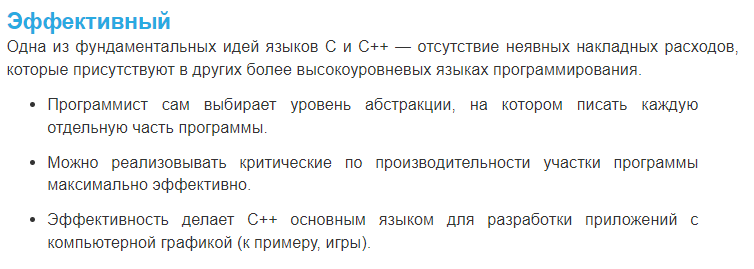 Эффективный
Одна из фундаментальных идей языков C и C++ — отсутствие неявных накладных расходов,
которые присутствуют в других более высокоуровневых языках программирования.
• Программист сам выбирает уровень абстракции, на котором писать каждую
отдельную часть программы.
• Можно реализовывать критические по производительности участки программы
максимально эффективно.
• Эффективность делает C++ основным языком для разработки приложений с
компьютерной графикой (к примеру, игры).